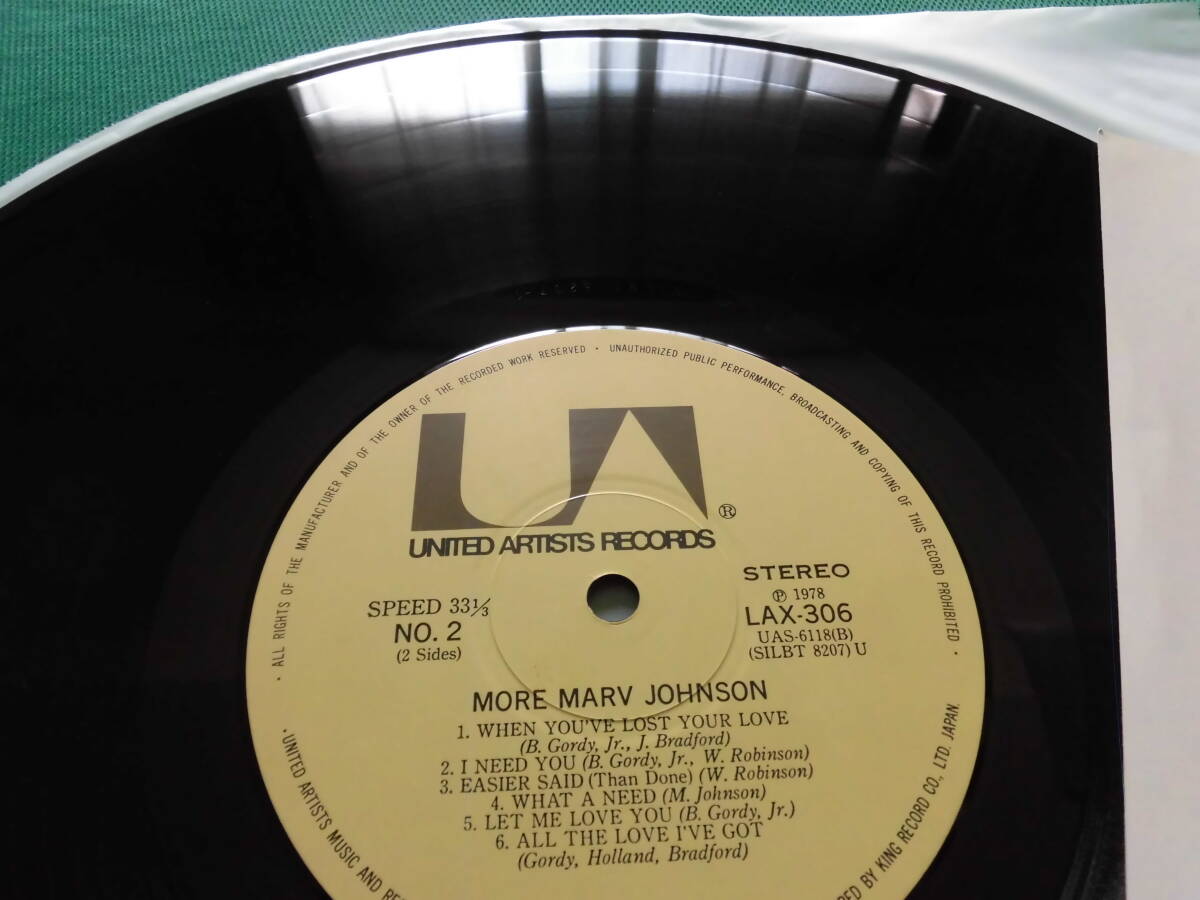 · ALL RIGHTS OF THE MANUFACTURER AND OF THE OWNER OF THE RECORDED WORK RESERVED · UNAUTHORIZED PUBLIC PERFORMANCE, BROADCASTING AND COPYING OF THIS RECORD PROHIBITED ·
UA®
UNITED ARTISTS RECORDS
STEREO
Ⓟ 1978
SPEED 33⅓
LAX-306
NO. 2
UAS-6118(B)
(2 Sides)
(SILBT 8207) U
MORE MARV JOHNSON
1. WHEN YOU'VE LOST YOUR LOVE
(B. Gordy, Jr., J. Bradford)
2. I NEED YOU (B. Gordy, Jr., W. Robinson)
3. EASIER SAID (Than Done) (W. Robinson)
4. WHAT A NEED (M. Johnson)
5. LET ME LOVE YOU (B. Gordy, Jr.)
6. ALL THE LOVE I'VE GOT
(Gordy, Holland, Bradford)
· UNITED ARTISTS MUSIC AND
BY KING RECORD CO., LTD. JAPAN.